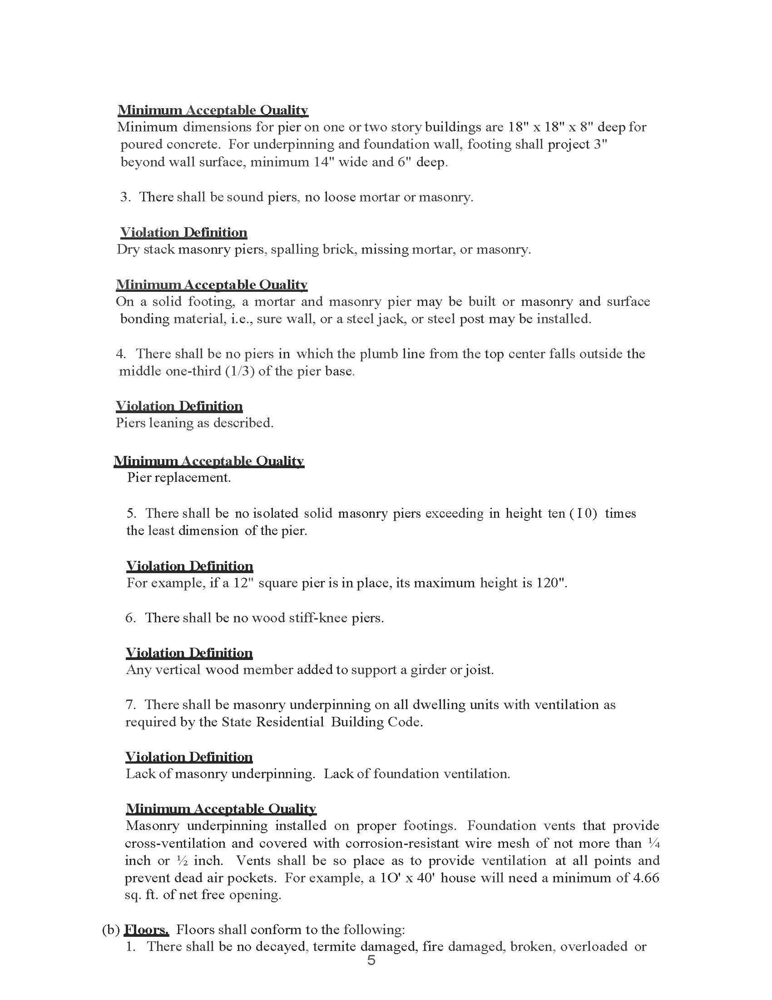 Minimum Acceptable Quality
Minimum dimensions for pier on one or two story buildings are 18" x 18" x 8" deep for
poured concrete. For underpinning and foundation wall, footing shall project 3"
beyond wall surface, minimum 14" wide and 6" deep.
3. There shall be sound piers, no loose mortar or masonry.
Violation Definition
Dry stack masonry piers, spalling brick, missing mortar, or masonry.
Minimum Acceptable Quality
On a solid footing, a mortar and masonry pier may be built or masonry and surface
bonding material, i.e., sure wall, or a steel jack, or steel post may be installed.
4. There shall be no piers in which the plumb line from the top center falls outside the
middle one-third (1/3) of the pier base.
Violation Definition
Piers leaning as described.
Minimum Acceptable Quality
Pier replacement.
5. There shall be no isolated solid masonry piers exceeding in height ten (I0) times
the least dimension of the pier.
Violation Definition
For example, if a 12" square pier is in place, its maximum height is 120".
6. There shall be no wood stiff-knee piers.
Violation Definition
Any vertical wood member added to support a girder or joist.
7. There shall be masonry underpinning on all dwelling units with ventilation as
required by the State Residential Building Code.
Violation Definition
Lack of masonry underpinning. Lack of foundation ventilation.
Minimum Acceptable Quality
Masonry underpinning installed on proper footings. Foundation vents that provide
cross-ventilation and covered with corrosion-resistant wire mesh of not more than ¼
inch or ½ inch. Vents shall be so place as to provide ventilation at all points and
prevent dead air pockets. For example, a 1O' x 40' house will need a minimum of 4.66
sq. ft. of net free opening.
(b) Floors. Floors shall conform to the following:
1. There shall be no decayed, termite damaged, fire damaged, broken, overloaded or
5